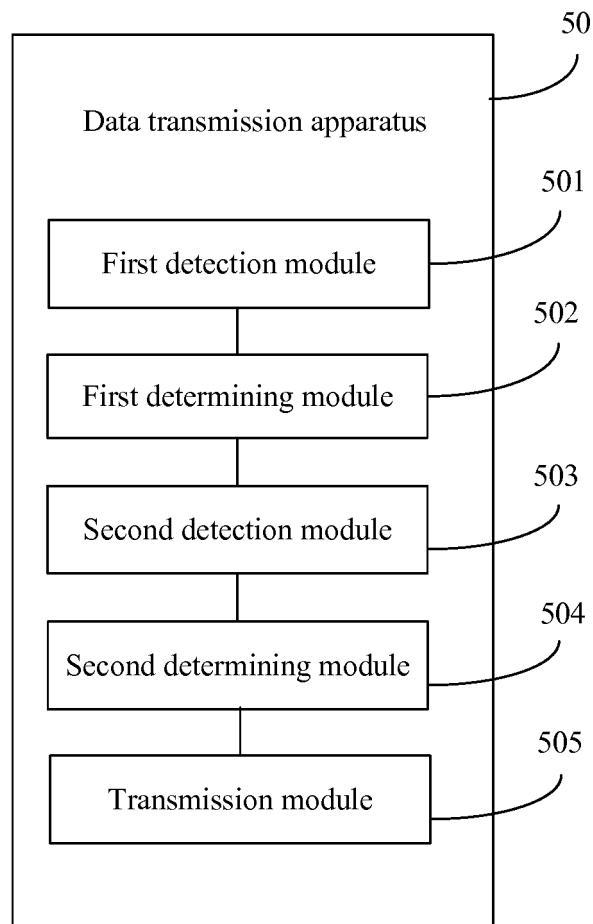 50
Data transmission apparatus
501
First detection module
502
First determining module
503
Second detection module
504
Second determining module
505
Transmission module